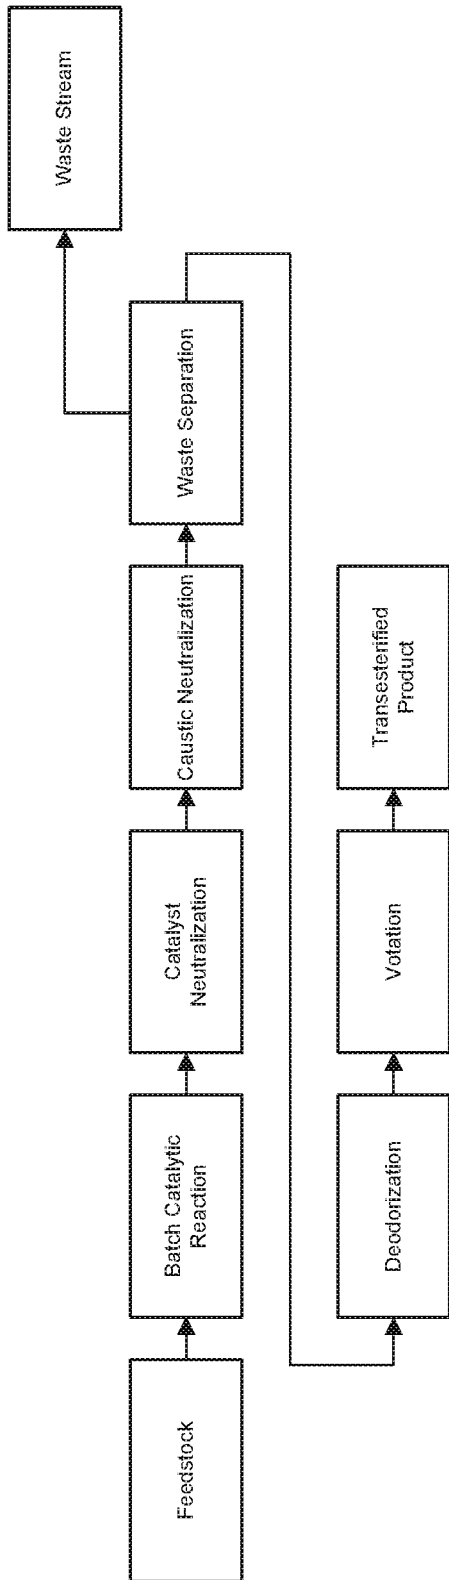 Feedstock
Batch Catalytic
Reaction
Catalyst
Neutralization
Caustic Neutralization
Waste Separation
Waste Stream
Deodorization
Votation
Transesterified
Product